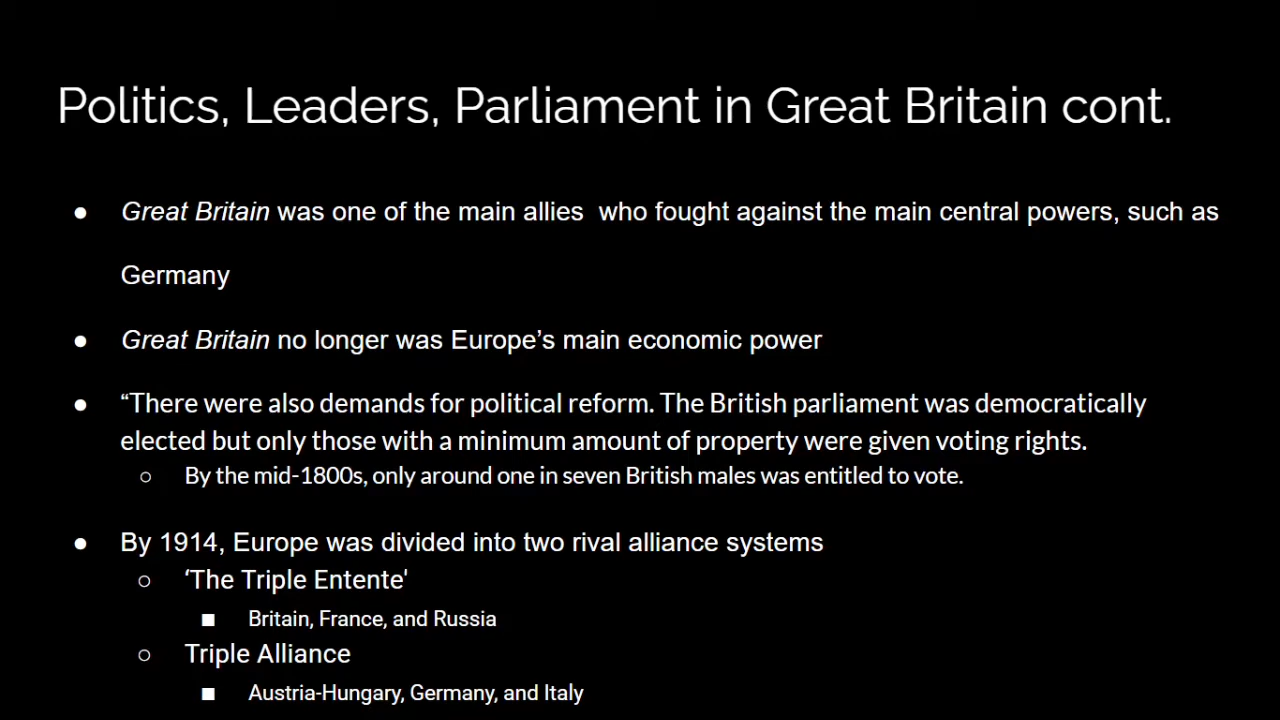 Politics, Leaders, Parliament in Great Britain cont.
● Great Britain was one of the main allies  who fought against the main central powers, such as
Germany
● Great Britain no longer was Europe’s main economic power
● “There were also demands for political reform. The British parliament was democratically
elected but only those with a minimum amount of property were given voting rights.
○ By the mid-1800s, only around one in seven British males was entitled to vote.
● By 1914, Europe was divided into two rival alliance systems
○ ‘The Triple Entente'
■ Britain, France, and Russia
○ Triple Alliance
■ Austria-Hungary, Germany, and Italy